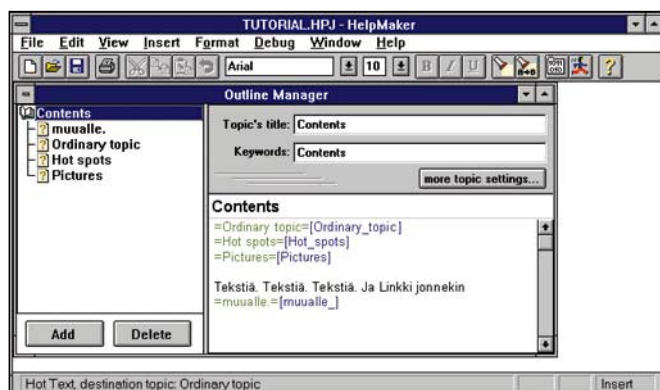 TUTORIAL.HPJ - HelpMaker
File Edit View Insert Format Debug Window Help
Arial 10 B I U
Outline Manager
Contents
muualle.
Ordinary topic
Hot spots
Pictures
Topic's title: Contents
Keywords: Contents
more topic settings...
Contents
=Ordinary topic=[Ordinary_topic]
=Hot spots=[Hot_spots]
=Pictures=[Pictures]
Tekstiä. Tekstiä. Tekstiä. Ja Linkki jonnekin
=muualle.=[muualle_]
Add Delete
Hot Text, destination topic: Ordinary topic Insert